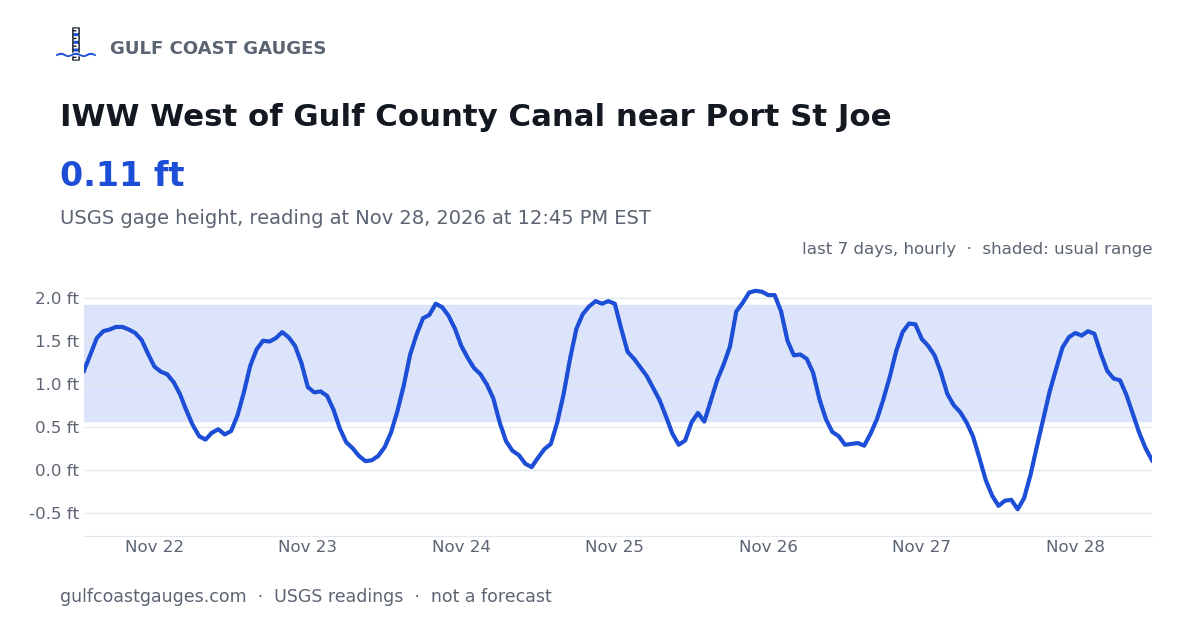 GULF COAST GAUGES
IWW West of Gulf County Canal near Port St Joe
0.11 ft
USGS gage height, reading at Nov 28, 2026 at 12:45 PM EST
last 7 days, hourly · shaded: usual range
2.0 ft
1.5 ft
1.0 ft
0.5 ft
0.0 ft
-0.5 ft
Nov 22 Nov 23 Nov 24 Nov 25 Nov 26 Nov 27 Nov 28
gulfcoastgauges.com · USGS readings · not a forecast